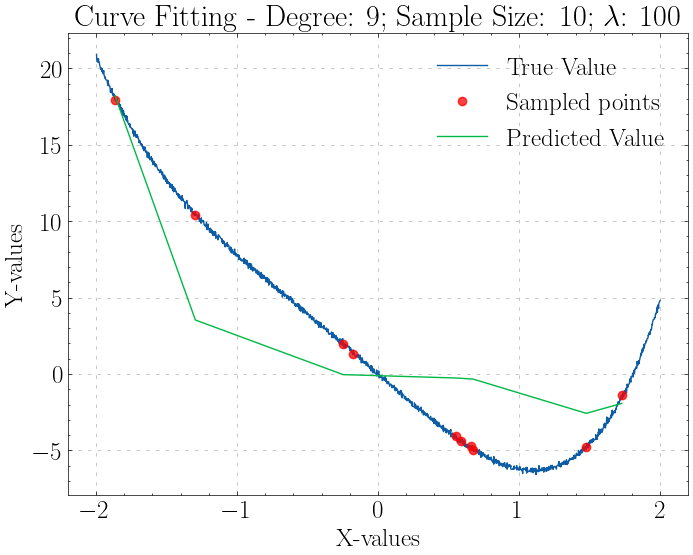 Curve Fitting - Degree: 9; Sample Size: 10; λ: 100
True Value
Sampled points
Predicted Value
20
15
10
5
0
−5
Y-values
−2
−1
0
1
2
X-values